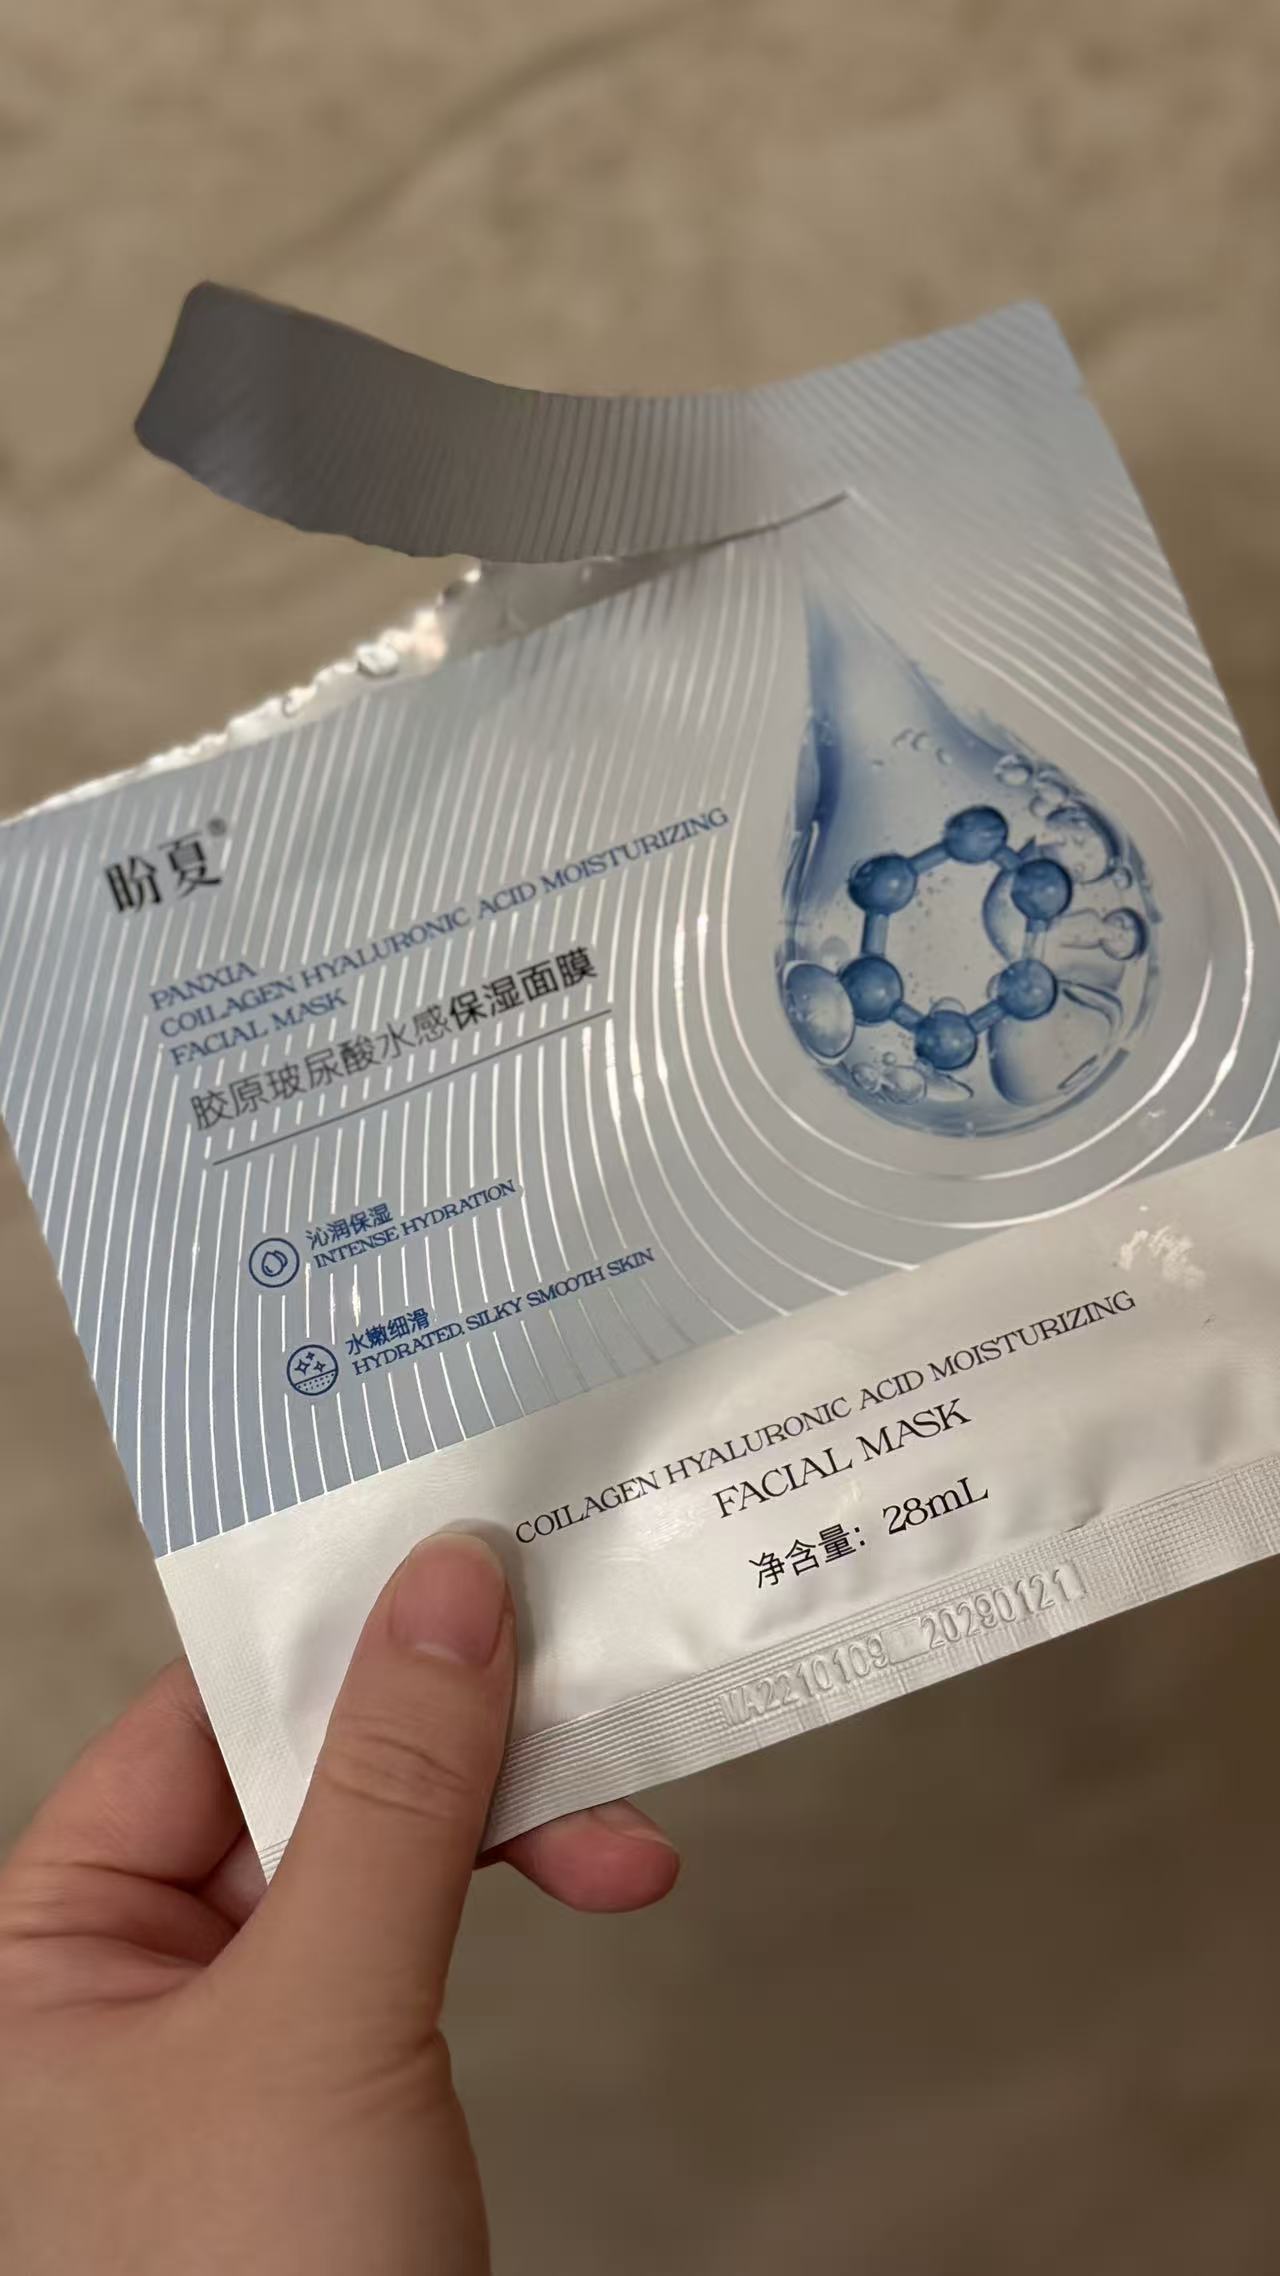 盼夏®
PANXIA
COILAGEN HYALURONIC ACID MOISTURIZING
FACIAL MASK
胶原玻尿酸水感保湿面膜
沁润保湿
INTENSE HYDRATION
水嫩细滑
HYDRATED, SILKY SMOOTH SKIN
COILAGEN HYALURONIC ACID MOISTURIZING
FACIAL MASK
净含量：28mL
MA2210109 20290121